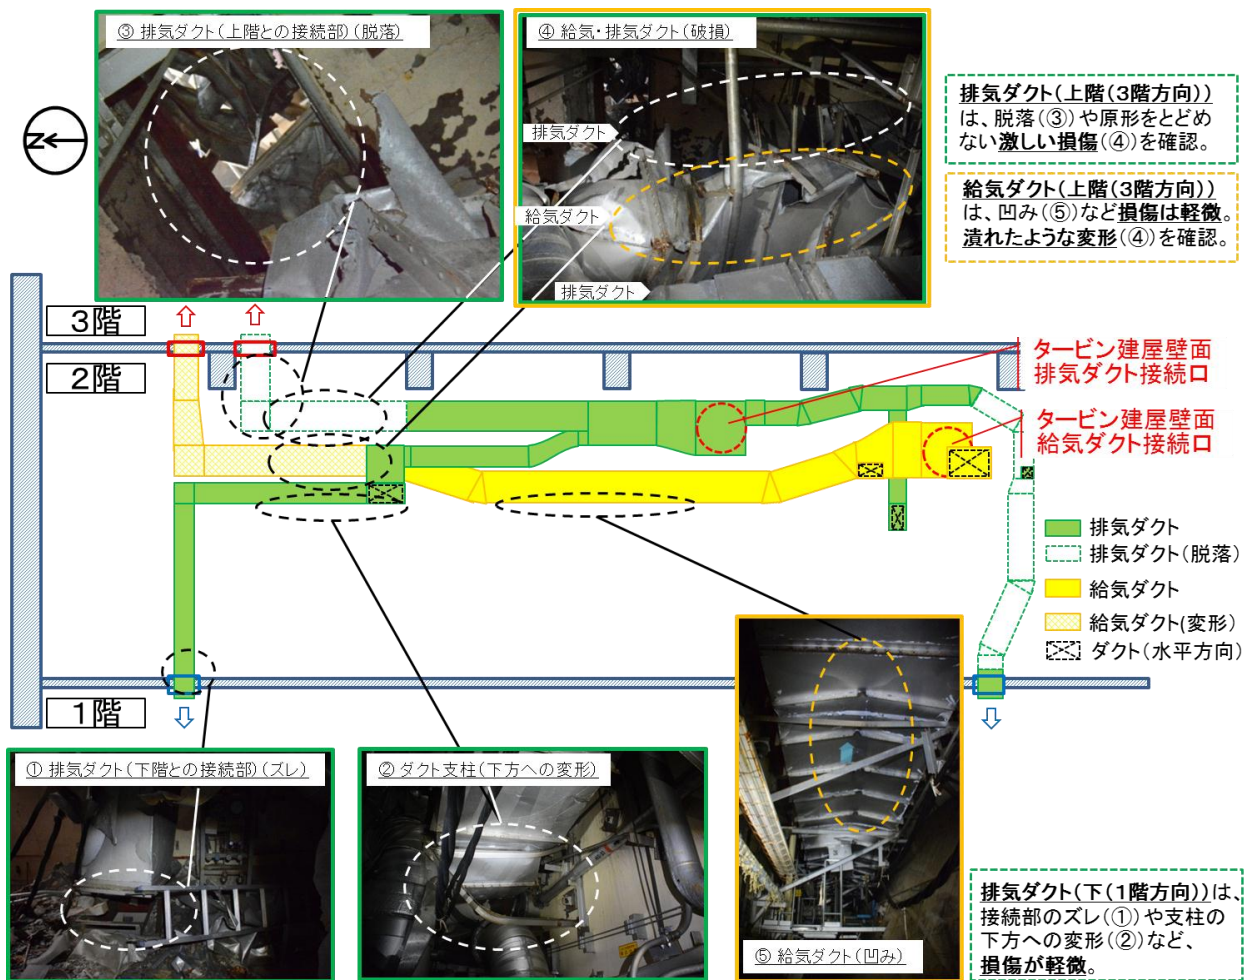 ③ 排気ダクト(上階との接続部)(脱落)
④ 給気・排気ダクト(破損)
排気ダクト
給気ダクト
排気ダクト
排気ダクト(上階(3階方向))
は、脱落(③)や原形をとどめ
ない激しい損傷(④)を確認。
給気ダクト(上階(3階方向))
は、凹み(⑤)など損傷は軽微。
潰れたような変形(④)を確認。
N
3階
2階
タービン建屋壁面
排気ダクト接続口
タービン建屋壁面
給気ダクト接続口
排気ダクト
排気ダクト(脱落)
給気ダクト
給気ダクト(変形)
ダクト(水平方向)
1階
① 排気ダクト(下階との接続部)(ズレ)
② ダクト支柱(下方への変形)
⑤ 給気ダクト(凹み)
排気ダクト(下(1階方向))は、
接続部のズレ(①)や支柱の
下方への変形(②)など、
損傷が軽微。